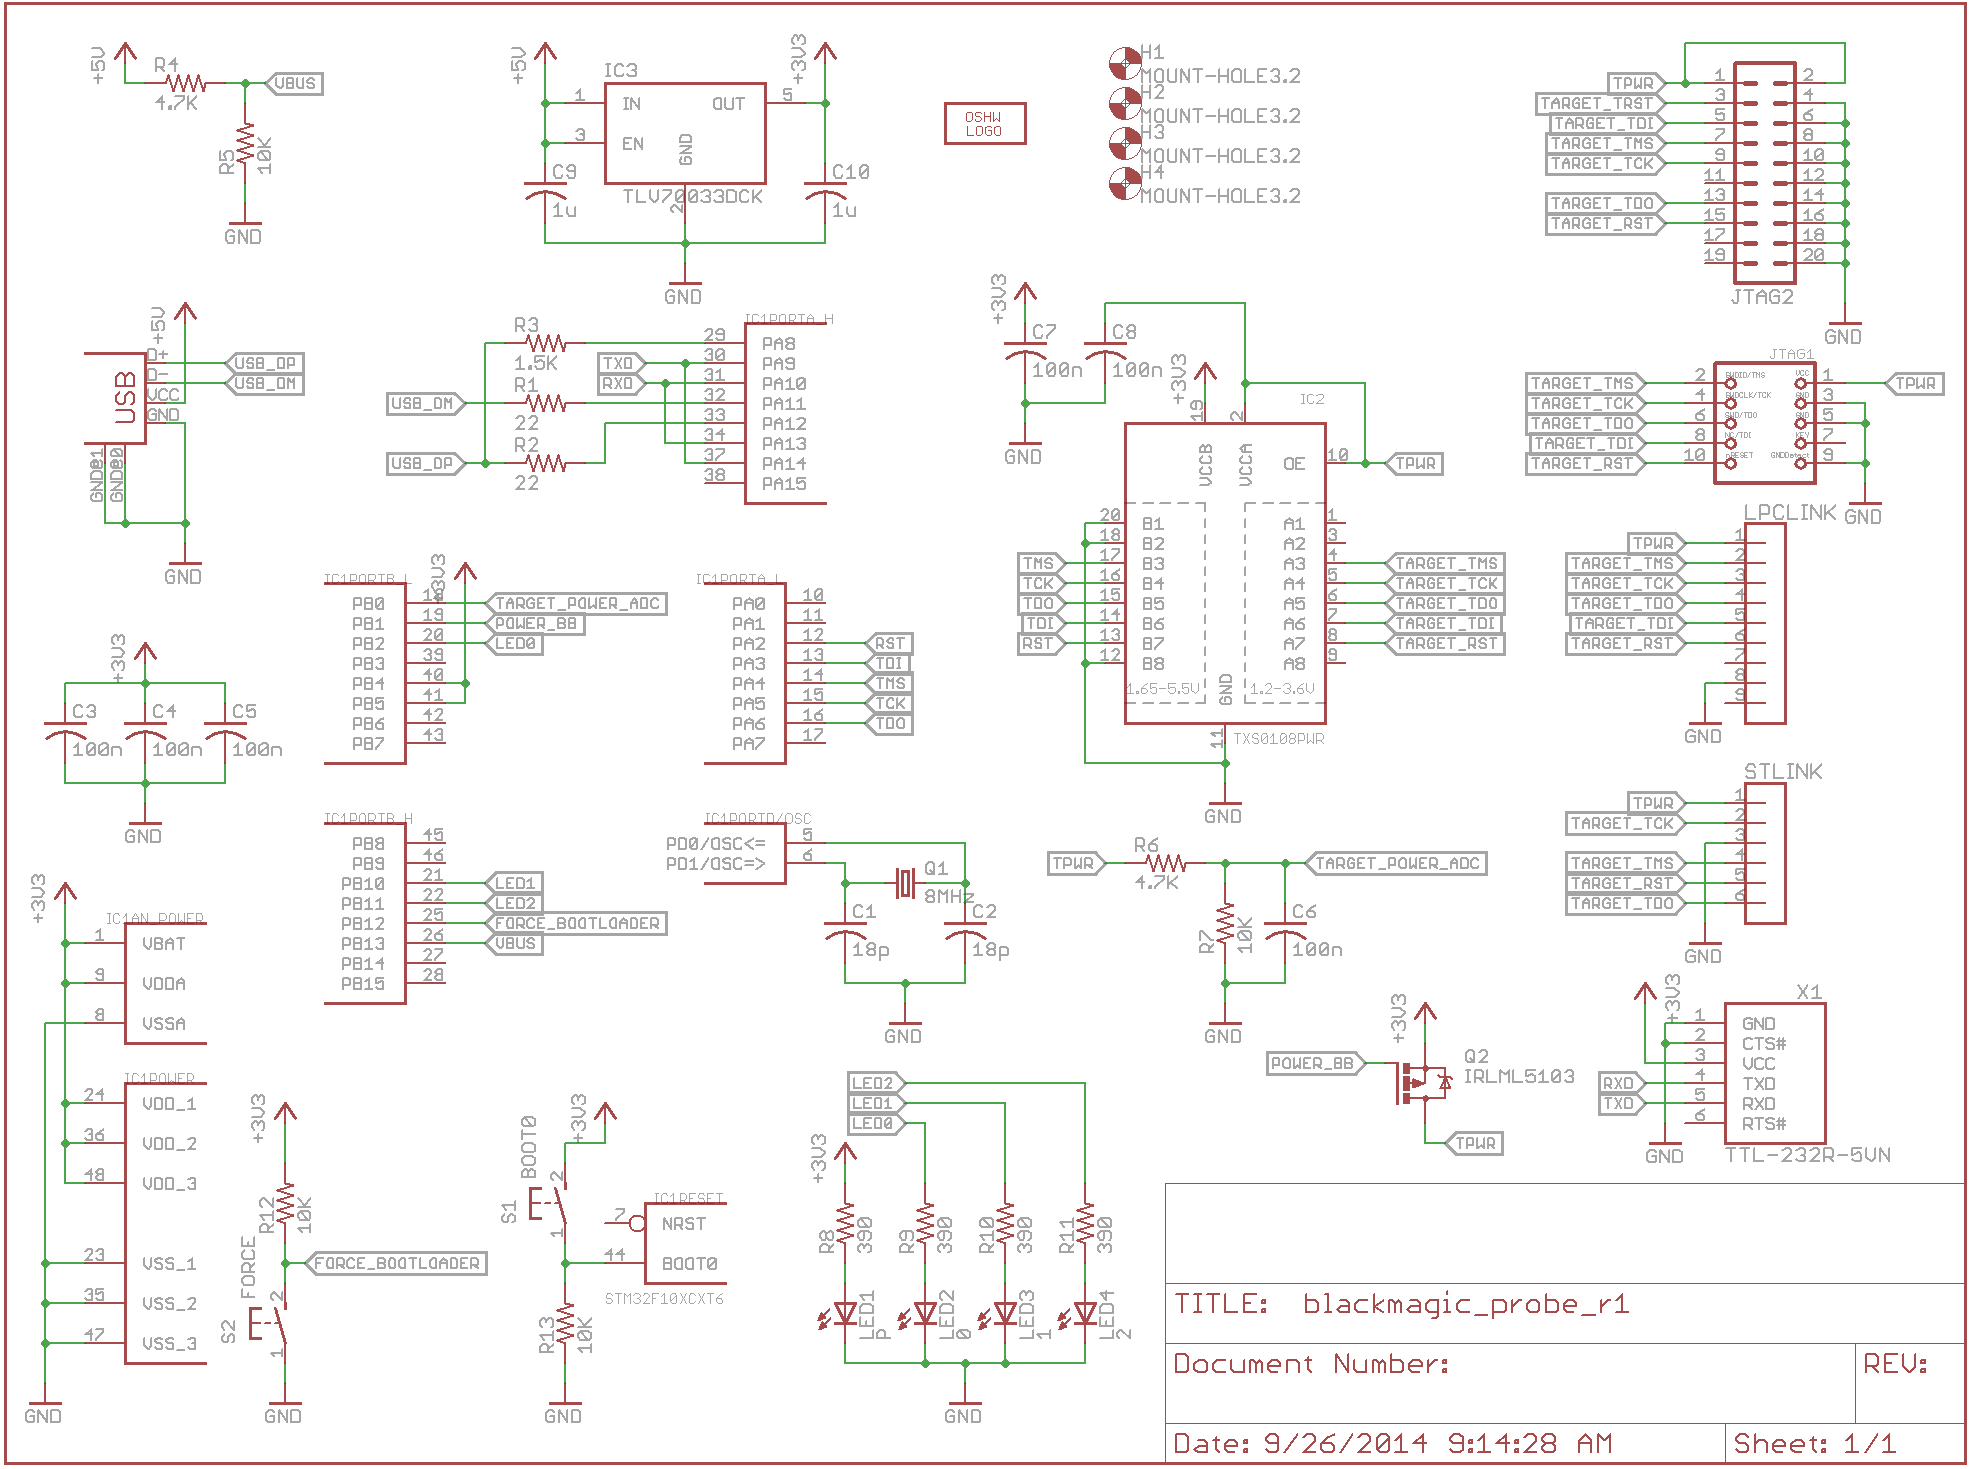 +5V
R4
4.7K
VBUS
R5
10K
GND
+5V
IC3
+3V3
1
IN
OUT
5
3
EN
GND
C9
1u
TLV70033DCK
2
C10
1u
GND
OSHW
LOGO
H1
MOUNT-HOLE3.2
H2
MOUNT-HOLE3.2
H3
MOUNT-HOLE3.2
H4
MOUNT-HOLE3.2
TPWR
TARGET_TRST
TARGET_TDI
TARGET_TMS
TARGET_TCK
TARGET_TDO
TARGET_RST
1 2
3 4
5 6
7 8
9 10
11 12
13 14
15 16
17 18
19 20
JTAG2
GND
+5V
USB
D+
D-
VCC
GND
USB_DP
USB_DM
GND@1
GND@0
GND
R3
1.5K
R1
22
R2
22
USB_DM
USB_DP
TXD
RXD
IC1PORTA_H
29 PA8
30 PA9
31 PA10
32 PA11
33 PA12
34 PA13
37 PA14
38 PA15
+3V3
C7
100n
C8
100n
GND
+3V3
19
2
IC2
VCCB
VCCA
OE
10
TPWR
20 B1 A1 1
18 B2 A2 3
TMS 17 B3 A3 4 TARGET_TMS
TCK 16 B4 A4 5 TARGET_TCK
TDO 15 B5 A5 6 TARGET_TDO
TDI 14 B6 A6 7 TARGET_TDI
RST 13 B7 A7 8 TARGET_RST
12 B8 A8 9
1.65-5.5V
GND
1.2-3.6V
11
TXS0108PWR
GND
JTAG1
TARGET_TMS 2 SWDIO/TMS VCC 1 TPWR
TARGET_TCK 4 SWDCLK/TCK GND 3
TARGET_TDO 6 SWO/TDO GND 5
TARGET_TDI 8 NC/TDI KEY 7
TARGET_RST 10 nRESET GNDDetect 9
GND
LPCLINK
TPWR 1
TARGET_TMS 2
TARGET_TCK 3
TARGET_TDO 4
TARGET_TDI 5
TARGET_RST 6
7
8
9
GND
IC1PORTB_L
+3V3
PB0 18 TARGET_POWER_ADC
PB1 19 POWER_BB
PB2 20 LED0
PB3 39
PB4 40
PB5 41
PB6 42
PB7 43
IC1PORTA_L
PA0 10
PA1 11
PA2 12 RST
PA3 13 TDI
PA4 14 TMS
PA5 15 TCK
PA6 16 TDO
PA7 17
+3V3
C3
100n
C4
100n
C5
100n
GND
STLINK
TPWR 1
TARGET_TCK 2
3
TARGET_TMS 4
TARGET_RST 5
TARGET_TDO 6
GND
IC1PORTB_H
PB8 45
PB9 46
PB10 21 LED1
PB11 22 LED2
PB12 25 FORCE_BOOTLOADER
PB13 26 VBUS
PB14 27
PB15 28
IC1PORTD/OSC
PD0/OSC<= 5
PD1/OSC=> 6
Q1
8MHz
C1
18p
C2
18p
GND
TPWR
R6
4.7K
TARGET_POWER_ADC
R7
10K
C6
100n
GND
+3V3
IC1AN_POWER
1 VBAT
9 VDDA
8 VSSA
IC1POWER
24 VDD_1
36 VDD_2
48 VDD_3
23 VSS_1
35 VSS_2
47 VSS_3
GND
+3V3
R12
10K
FORCE_BOOTLOADER
FORCE
S2
2
1
GND
+3V3
BOOT0
S1
2
1
IC1RESET
7 NRST
44 BOOT0
STM32F10XCXT6
R13
10K
GND
LED2
LED1
LED0
+3V3
R8
390
R9
390
R10
390
R11
390
LED1
P
LED2
0
LED3
1
LED4
2
GND
POWER_BB
+3V3
Q2
IRLML5103
TPWR
+3V3
X1
1 GND
2 CTS#
3 VCC
RXD 4 TXD
TXD 5 RXD
6 RTS#
GND
TTL-232R-5VN
TITLE: blackmagic_probe_r1
Document Number:
REV:
Date: 9/26/2014 9:14:28 AM
Sheet: 1/1